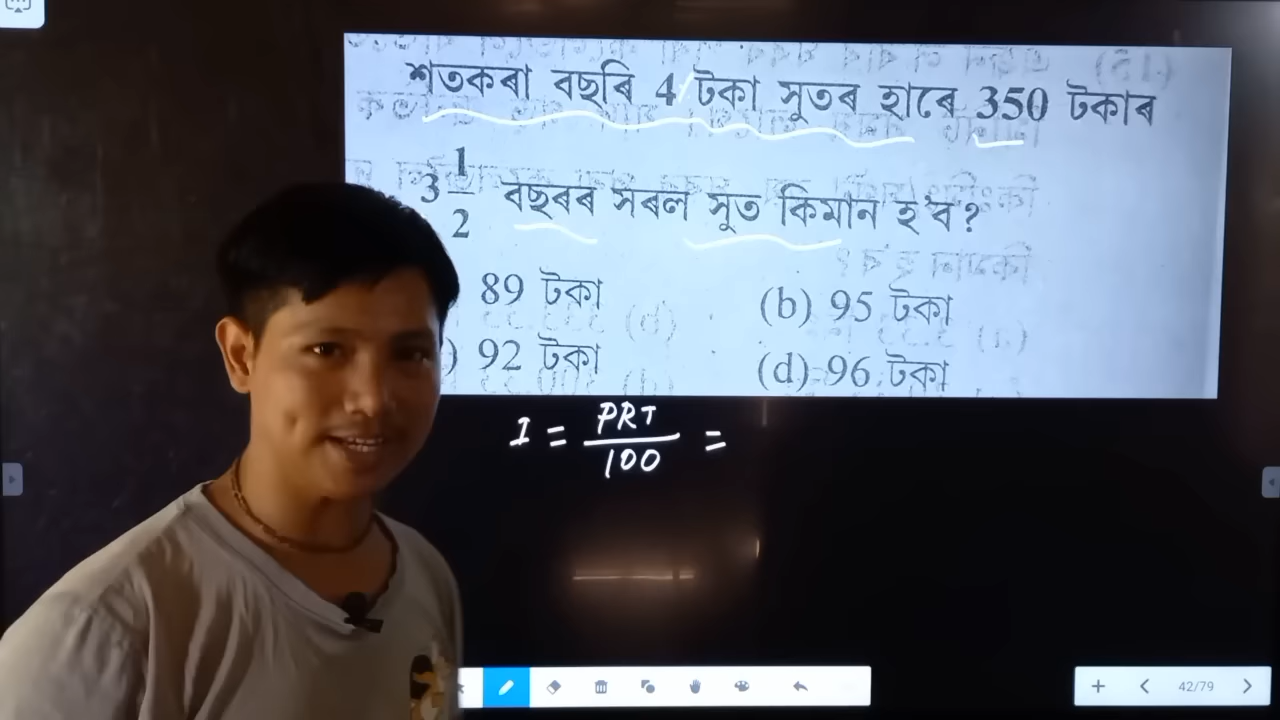 শতকৰা বছৰি 4 টকা সুতৰ হাৰে 350 টকাৰ
3 1/2 বছৰৰ সৰল সুত কিমান হ'ব?
89 টকা (b) 95 টকা
) 92 টকা (d) 96 টকা
I = PRT/100 =
42/79